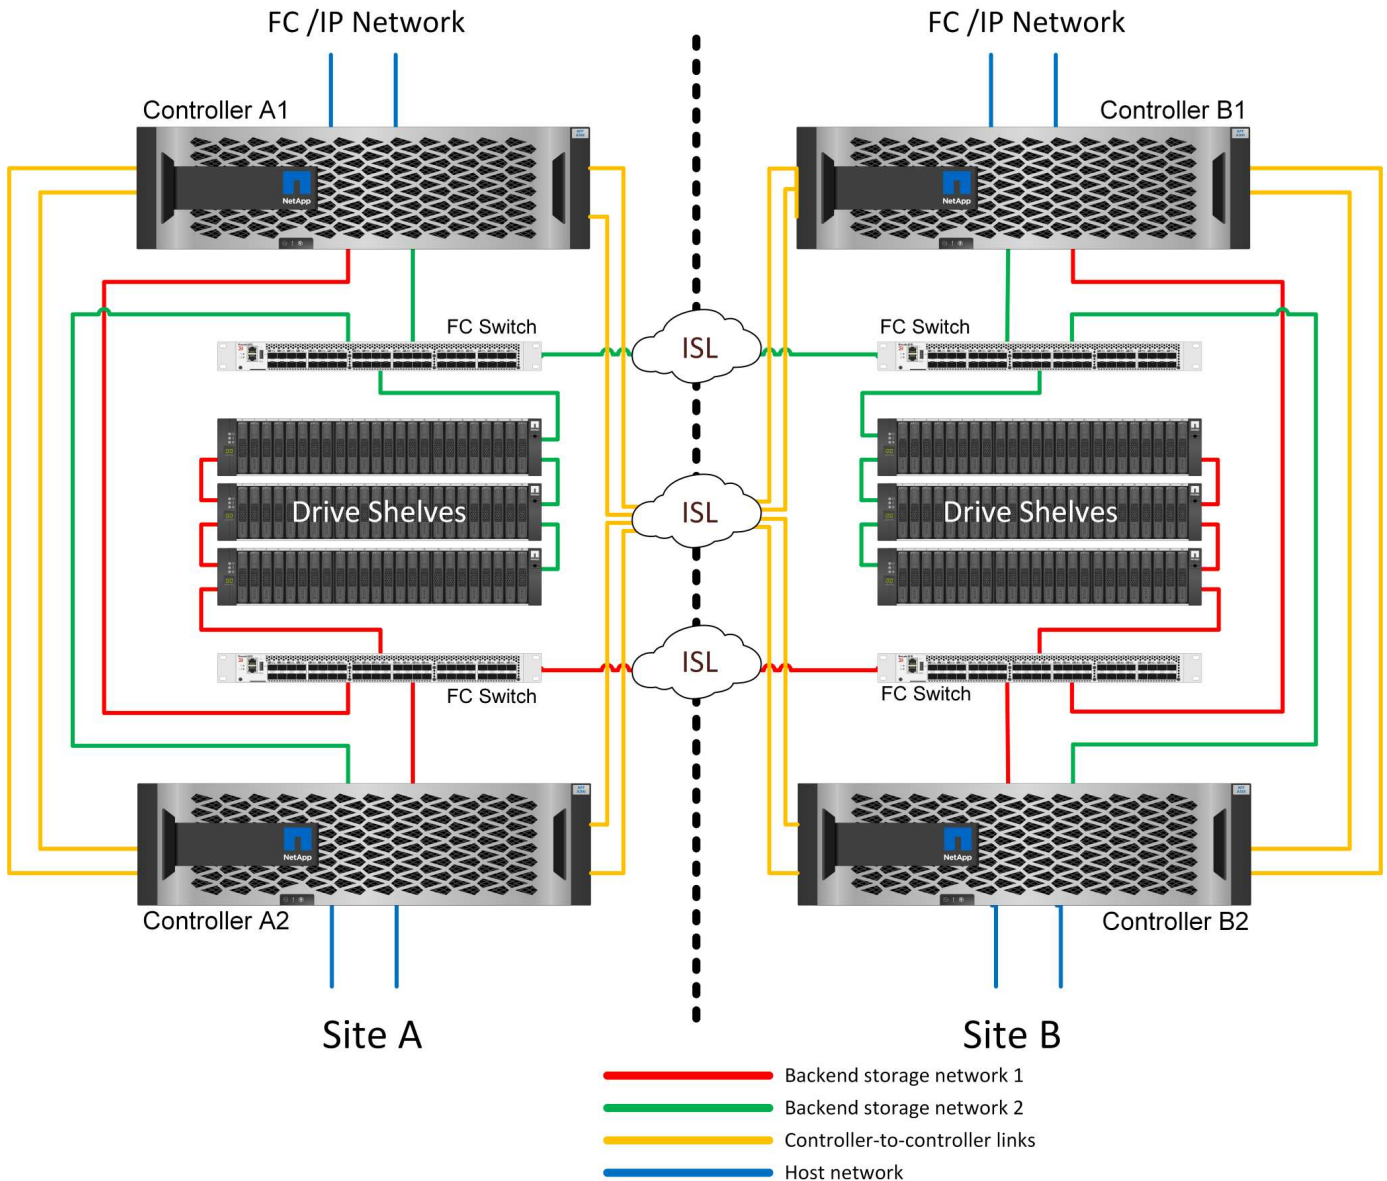 FC /IP Network
FC /IP Network
Controller A1
Controller B1
NetApp
NetApp
FC Switch
ISL
FC Switch
Drive Shelves
ISL
Drive Shelves
ISL
FC Switch
FC Switch
NetApp
NetApp
Controller A2
Controller B2
Site A
Site B
Backend storage network 1
Backend storage network 2
Controller-to-controller links
Host network